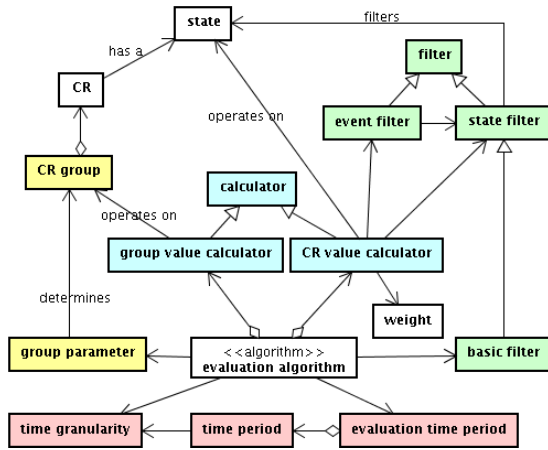 state
filters
has a
filter
CR
operates on
event filter
state filter
CR group
calculator
operates on
group value calculator
CR value calculator
determines
weight
group parameter
<<algorithm>>
evaluation algorithm
basic filter
time granularity
time period
evaluation time period